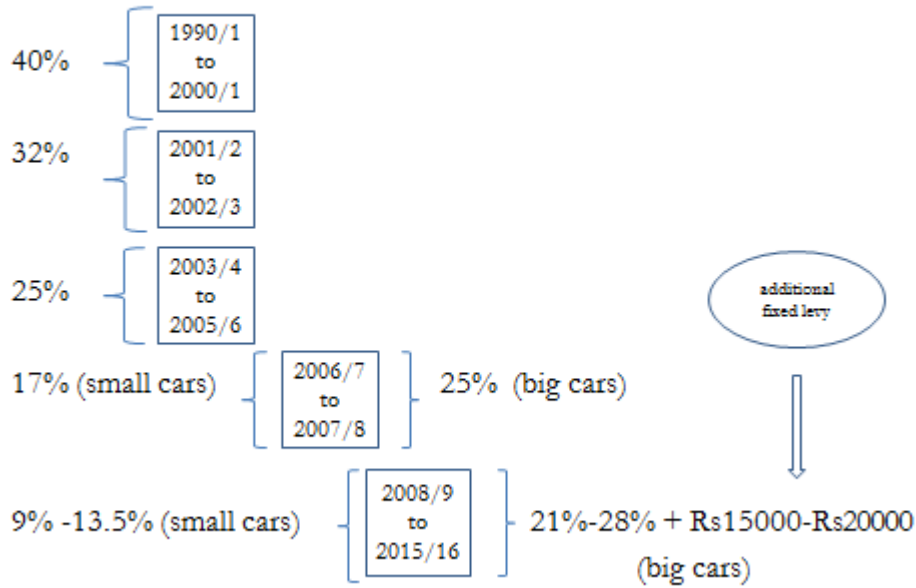 40%
1990/1
to
2000/1
32%
2001/2
to
2002/3
25%
2003/4
to
2005/6
additional
fixed levy
17% (small cars)
2006/7
to
2007/8
25% (big cars)
9% -13.5% (small cars)
2008/9
to
2015/16
21%-28% + Rs15000-Rs20000
(big cars)